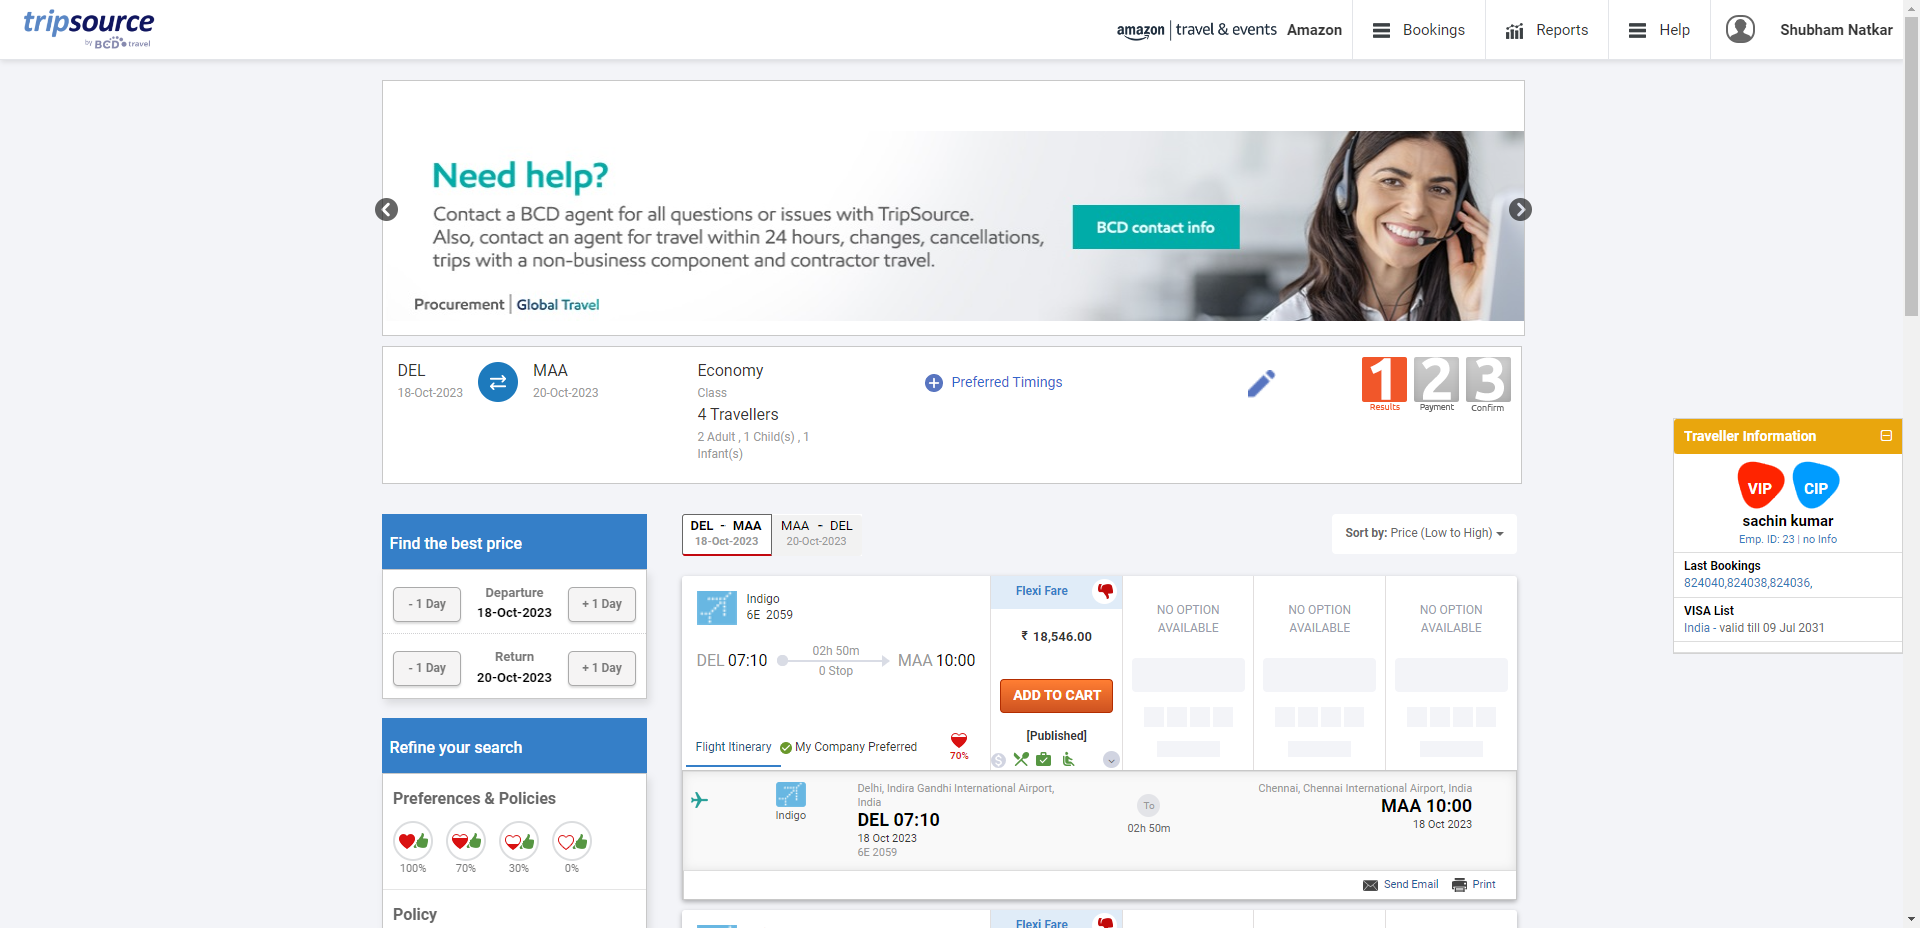 tripsource
by BCD travel
amazon | travel & events
Amazon
Bookings
Reports
Help
Shubham Natkar
Need help?
Contact a BCD agent for all questions or issues with TripSource.
Also, contact an agent for travel within 24 hours, changes, cancellations,
trips with a non-business component and contractor travel.
BCD contact info
Procurement | Global Travel
DEL
18-Oct-2023
MAA
20-Oct-2023
Economy
Class
4 Travellers
2 Adult , 1 Child(s) , 1
Infant(s)
Preferred Timings
1 2 3
Results Payment Confirm
Traveller Information
VIP CIP
sachin kumar
Emp. ID: 23 | no Info
Last Bookings
824040,824038,824036,
VISA List
India - valid till 09 Jul 2031
Find the best price
- 1 Day
Departure
18-Oct-2023
+ 1 Day
- 1 Day
Return
20-Oct-2023
+ 1 Day
Refine your search
Preferences & Policies
100% 70% 30% 0%
Policy
DEL - MAA
18-Oct-2023
MAA - DEL
20-Oct-2023
Sort by: Price (Low to High)
Indigo
6E 2059
DEL 07:10
02h 50m
0 Stop
MAA 10:00
Flight Itinerary
My Company Preferred
70%
Flexi Fare
₹ 18,546.00
ADD TO CART
[Published]
NO OPTION
AVAILABLE
NO OPTION
AVAILABLE
NO OPTION
AVAILABLE
Indigo
Delhi, Indira Gandhi International Airport,
India
DEL 07:10
18 Oct 2023
6E 2059
To
02h 50m
Chennai, Chennai International Airport, India
MAA 10:00
18 Oct 2023
Send Email
Print
Flexi Fare